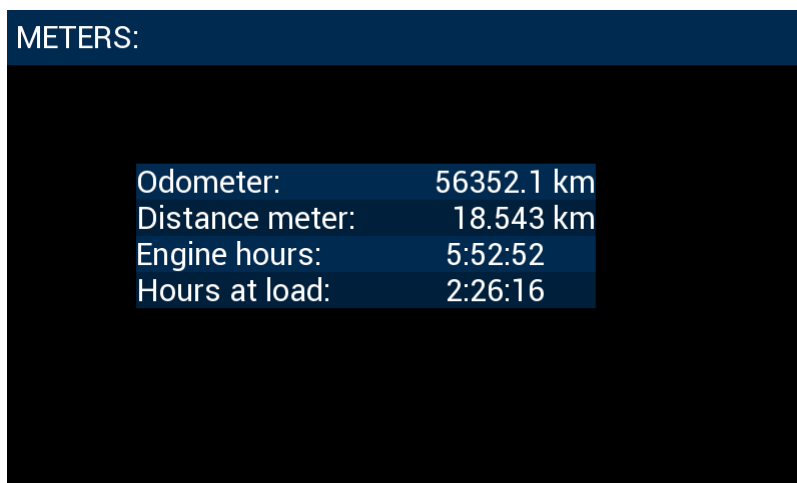 METERS:
Odometer: 56352.1 km
Distance meter: 18.543 km
Engine hours: 5:52:52
Hours at load: 2:26:16